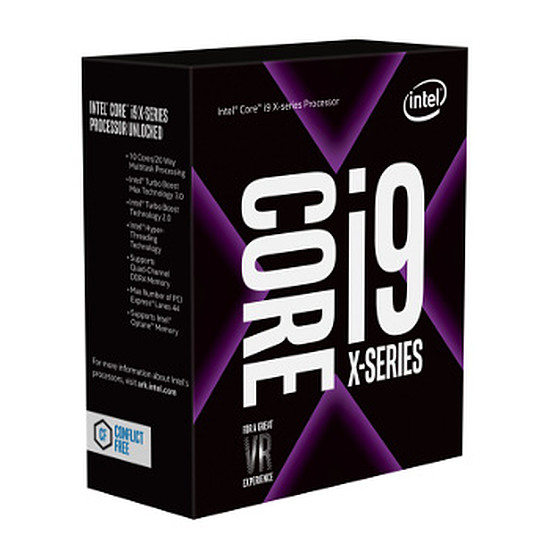 INTEL® CORE™ i9 X-SERIES
PROCESSOR UNLOCKED
• 10 Cores/20 Way
Multitask Processing
• Intel® Turbo Boost
Max Technology 3.0
• Intel® Turbo Boost
Technology 2.0
• Intel® Hyper-
Threading
Technology
• Supports
Quad-Channel
DDR4 Memory
• Max Number of PCI
Express® Lanes 44
• Supports Intel®
Optane™ Memory
For more information about Intel's
processors, visit ark.intel.com
CF
CONFLICT
FREE
Intel® Core™ i9 X-series Processor
intel®
CORE
i9
X-SERIES
FOR A GREAT
VR
EXPERIENCE